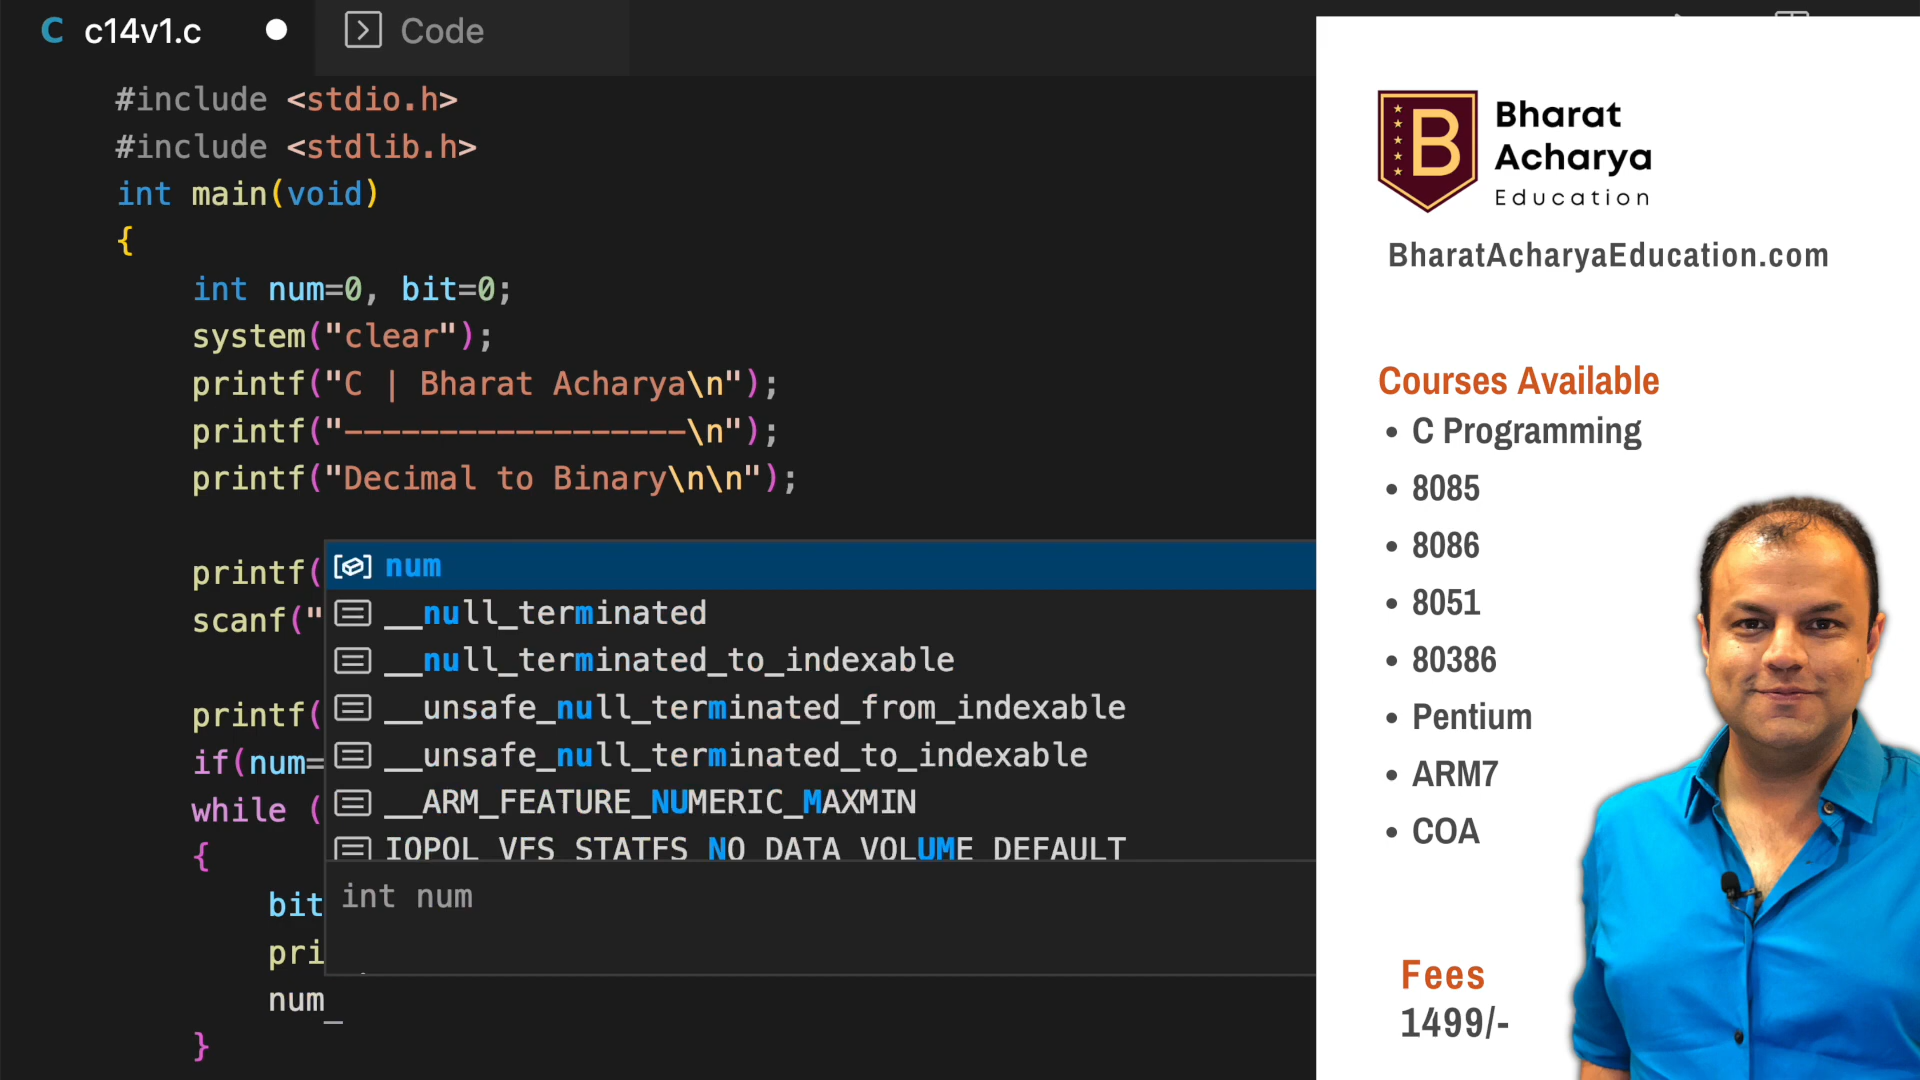 C c14v1.c
Code
#include <stdio.h>
#include <stdlib.h>
int main(void)
{
int num=0, bit=0;
system("clear");
printf("C | Bharat Acharya\n");
printf("------------------\n");
printf("Decimal to Binary\n\n");
printf(
scanf("
printf(
if(num=
while (
{
bit
pri
num_
}
num
__null_terminated
__null_terminated_to_indexable
__unsafe_null_terminated_from_indexable
__unsafe_null_terminated_to_indexable
__ARM_FEATURE_NUMERIC_MAXMIN
IOPOL_VFS_STATFS_NO_DATA_VOLUME_DEFAULT
int num
B
Bharat
Acharya
Education
BharatAcharyaEducation.com
Courses Available
• C Programming
• 8085
• 8086
• 8051
• 80386
• Pentium
• ARM7
• COA
Fees
1499/-